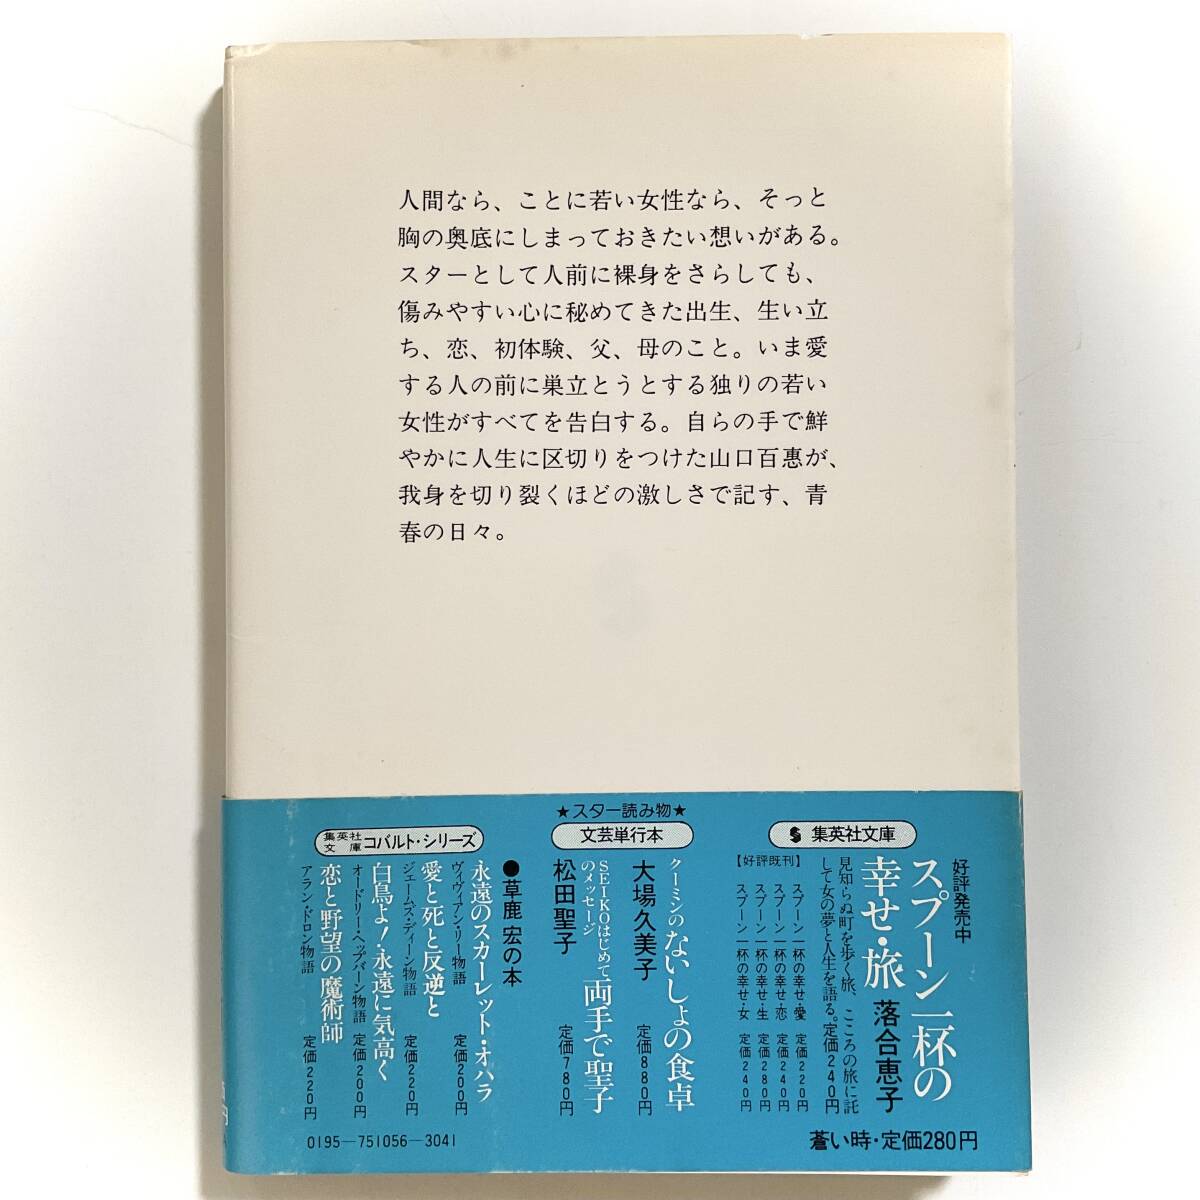 人間なら、ことに若い女性なら、そっと
胸の奥底にしまっておきたい想いがある。
スターとして人前に裸身をさらしても、
傷みやすい心に秘めてきた出生、生い立
ち、恋、初体験、父、母のこと。いま愛
する人の前に巣立とうとする独りの若い
女性がすべてを告白する。自らの手で鮮
やかに人生に区切りをつけた山口百惠が、
我身を切り裂くほどの激しさで記す、青
春の日々。
集英社文庫
好評発売中
スプーン一杯の
幸せ・旅 落合恵子
見知らぬ町を歩く旅、こころの旅に託
して女の夢と人生を語る。定価240円
【好評既刊】
スプーン一杯の幸せ・愛 定価240円
スプーン一杯の幸せ・恋 定価240円
スプーン一杯の幸せ・生 定価280円
スプーン一杯の幸せ・女 定価240円
★スター読み物★
文芸単行本
クーミンのないしょの食卓
大場久美子 定価880円
SEIKOはじめて
のメッセージ
両手で聖子
松田聖子 定価780円
集英社
文庫
コバルト・シリーズ
●草鹿 宏の本
永遠のスカーレット・オハラ
ヴィヴィアン・リー物語 定価200円
愛と死と反逆と
ジェームス・ディーン物語 定価220円
白鳥よ!永遠に気高く
オードリー・ヘップバーン物語 定価200円
恋と野望の魔術師
アラン・ドロン物語 定価220円
0195—751056—3041
蒼い時・定価280円
円